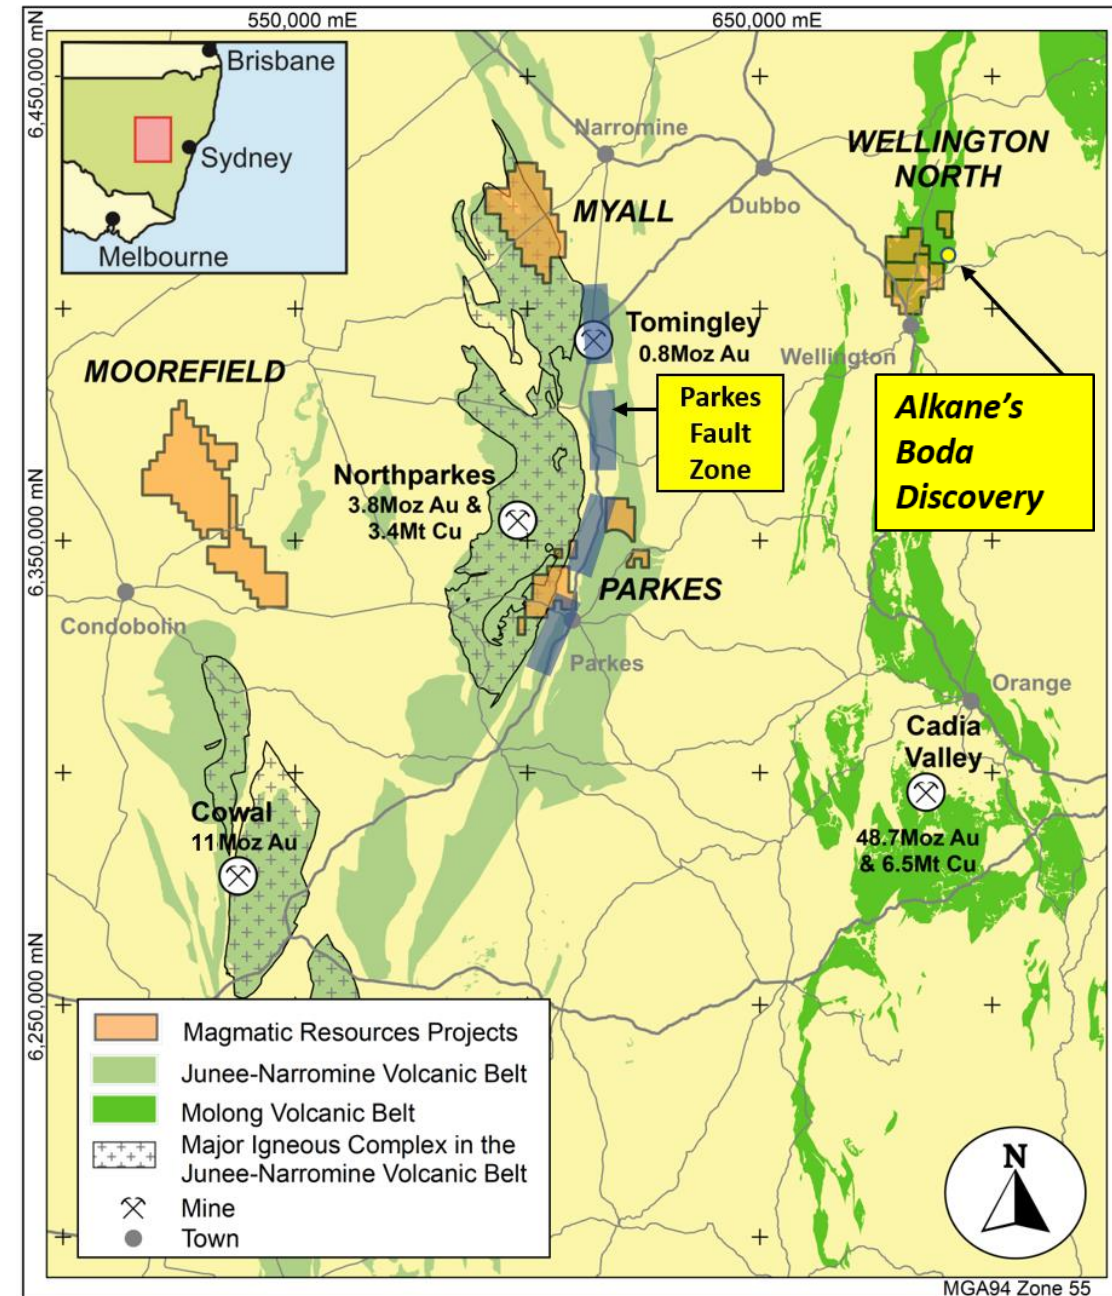 550,000 mE
650,000 mE
6,450,000 mN
6,350,000 mN
6,250,000 mN
Brisbane
Sydney
Melbourne
Narromine
Dubbo
WELLINGTON
NORTH
MYALL
Tomingley
0.8Moz Au
Wellington
MOOREFIELD
Parkes
Fault
Zone
Alkane's
Boda
Discovery
Northparkes
3.8Moz Au &
3.4Mt Cu
PARKES
Condobolin
Parkes
Orange
Cadia
Valley
48.7Moz Au
& 6.5Mt Cu
Cowal
11Moz Au
Magmatic Resources Projects
Junee-Narromine Volcanic Belt
Molong Volcanic Belt
Major Igneous Complex in the
Junee-Narromine Volcanic Belt
Mine
Town
N
MGA94 Zone 55